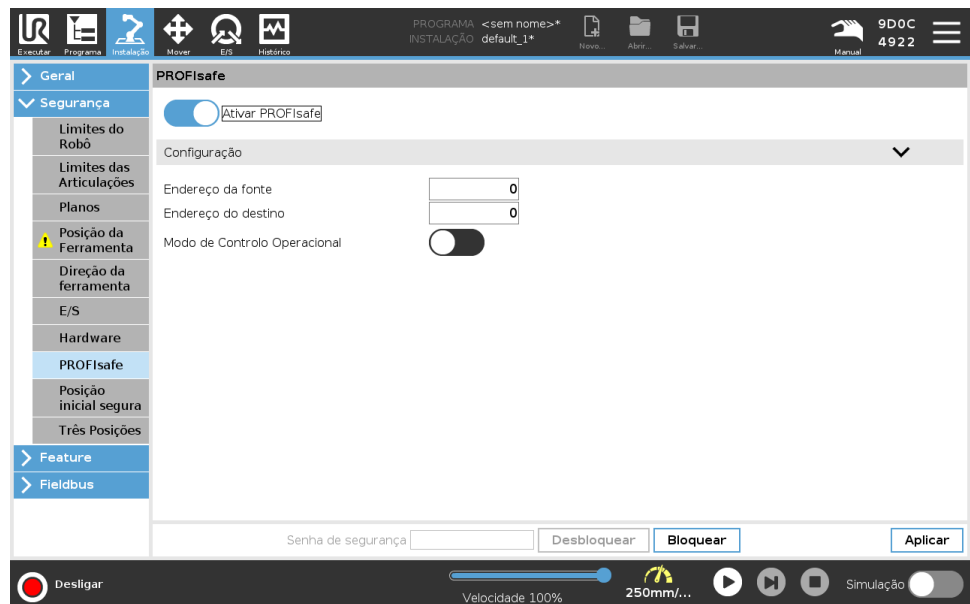 UR
Executar
Programa
Instalação
Mover
E/S
Histórico
PROGRAMA <sem nome>*
INSTALAÇÃO default_1*
Novo...
Abrir...
Salvar...
Manual
9D0C
4922
Geral
Segurança
Limites do
Robô
Limites das
Articulações
Planos
Posição da
Ferramenta
Direção da
ferramenta
E/S
Hardware
PROFIsafe
Posição
inicial segura
Três Posições
Feature
Fieldbus
PROFIsafe
Ativar PROFIsafe
Configuração
Endereço da fonte 0
Endereço do destino 0
Modo de Controlo Operacional
Senha de segurança
Desbloquear
Bloquear
Aplicar
Desligar
Velocidade 100%
250mm/...
Simulação